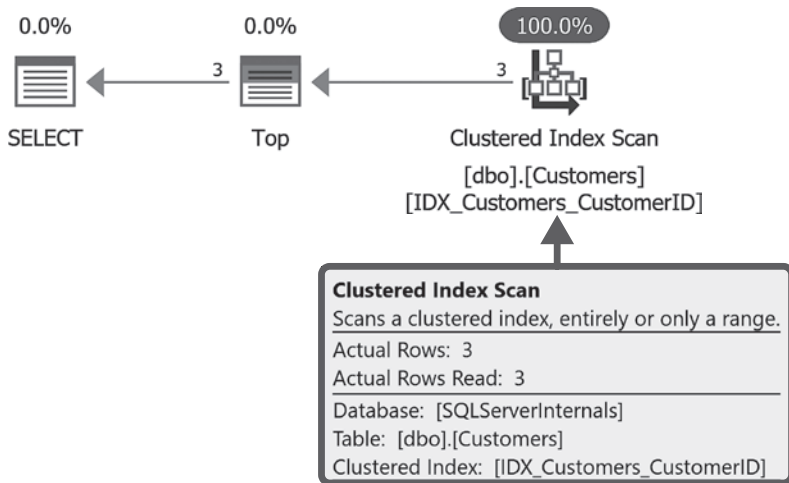 0.0%
0.0%
100.0%
3
3
SELECT
Top
Clustered Index Scan
[dbo].[Customers]
[IDX_Customers_CustomerID]
Clustered Index Scan
Scans a clustered index, entirely or only a range.
Actual Rows: 3
Actual Rows Read: 3
Database: [SQLServerInternals]
Table: [dbo].[Customers]
Clustered Index: [IDX_Customers_CustomerID]